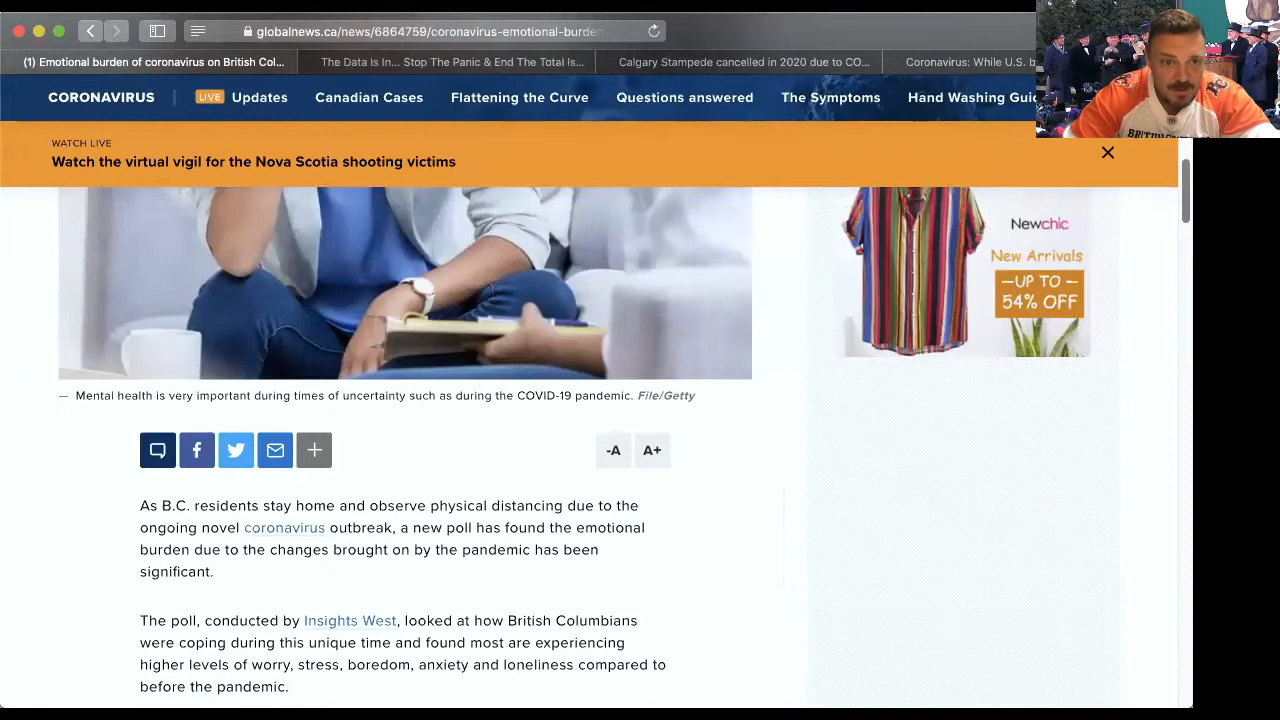 globalnews.ca/news/6864759/coronavirus-emotional-burden
(1) Emotional burden of coronavirus on British Col...
The Data Is In... Stop The Panic & End The Total Is...
Calgary Stampede cancelled in 2020 due to CO...
Coronavirus: While U.S. b
CORONAVIRUS
LIVE Updates
Canadian Cases
Flattening the Curve
Questions answered
The Symptoms
Hand Washing Guid
WATCH LIVE
Watch the virtual vigil for the Nova Scotia shooting victims
Newchic
New Arrivals
—UP TO—
54% OFF
— Mental health is very important during times of uncertainty such as during the COVID-19 pandemic. File/Getty
-A
A+
As B.C. residents stay home and observe physical distancing due to the
ongoing novel coronavirus outbreak, a new poll has found the emotional
burden due to the changes brought on by the pandemic has been
significant.
The poll, conducted by Insights West, looked at how British Columbians
were coping during this unique time and found most are experiencing
higher levels of worry, stress, boredom, anxiety and loneliness compared to
before the pandemic.